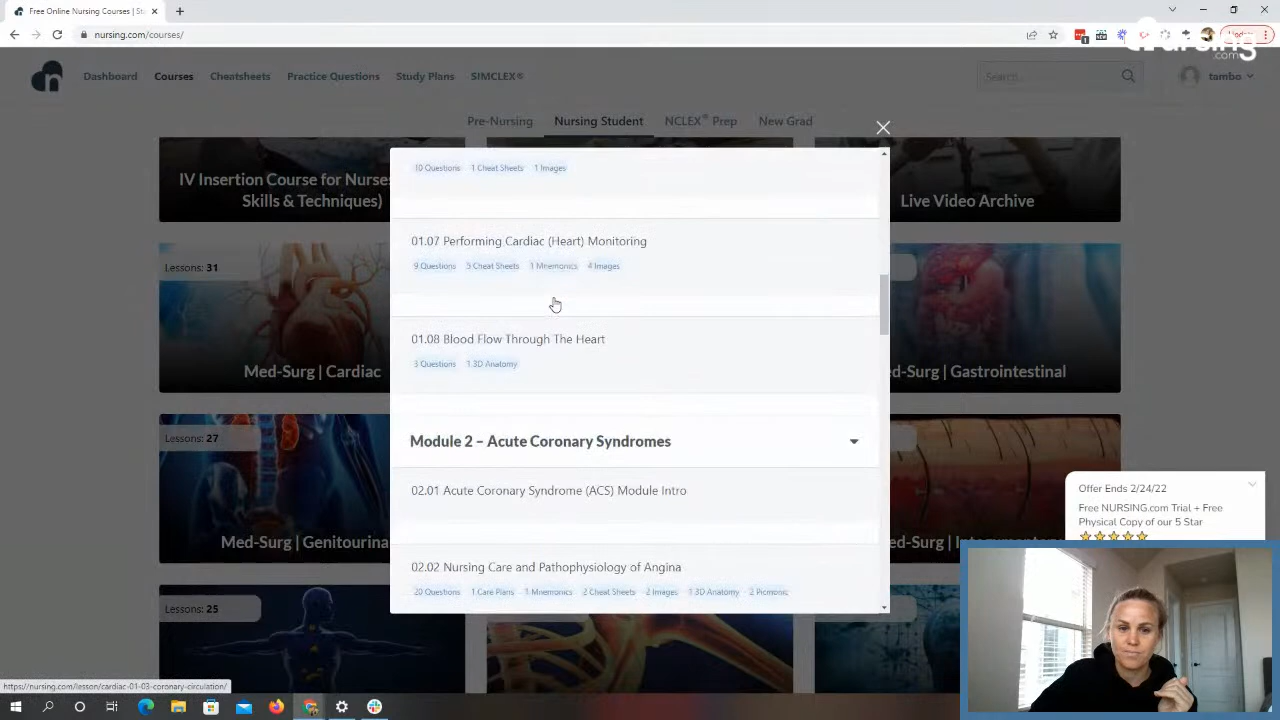 Free Online Nursing Courses | St
nursing.com/courses/
Update
nursing
.com
Dashboard
Courses
Cheatsheets
Practice Questions
Study Plans
SIMCLEX®
Search...
tambo
Pre-Nursing
Nursing Student
NCLEX® Prep
New Grad
IV Insertion Course for Nurses
Skills & Techniques)
Live Video Archive
10 Questions 1 Cheat Sheets 1 Images
01.07 Performing Cardiac (Heart) Monitoring
9 Questions 5 Cheat Sheets 1 Mnemonics 4 Images
01.08 Blood Flow Through The Heart
3 Questions 1 3D Anatomy
Module 2 – Acute Coronary Syndromes
02.01 Acute Coronary Syndrome (ACS) Module Intro
02.02 Nursing Care and Pathophysiology of Angina
20 Questions 1 Care Plans 1 Mnemonics 2 Cheat Sheets 2 Images 1 3D Anatomy 2 Picmonic
Lessons: 31
Med-Surg | Cardiac
d-Surg | Gastrointestinal
Lessons: 27
Med-Surg | Genitourina
Lessons: 25
Offer Ends 2/24/22
Free NURSING.com Trial + Free
Physical Copy of our 5 Star
https://nursing.com/lesson/cardiac-01-03-coronary-circulation/